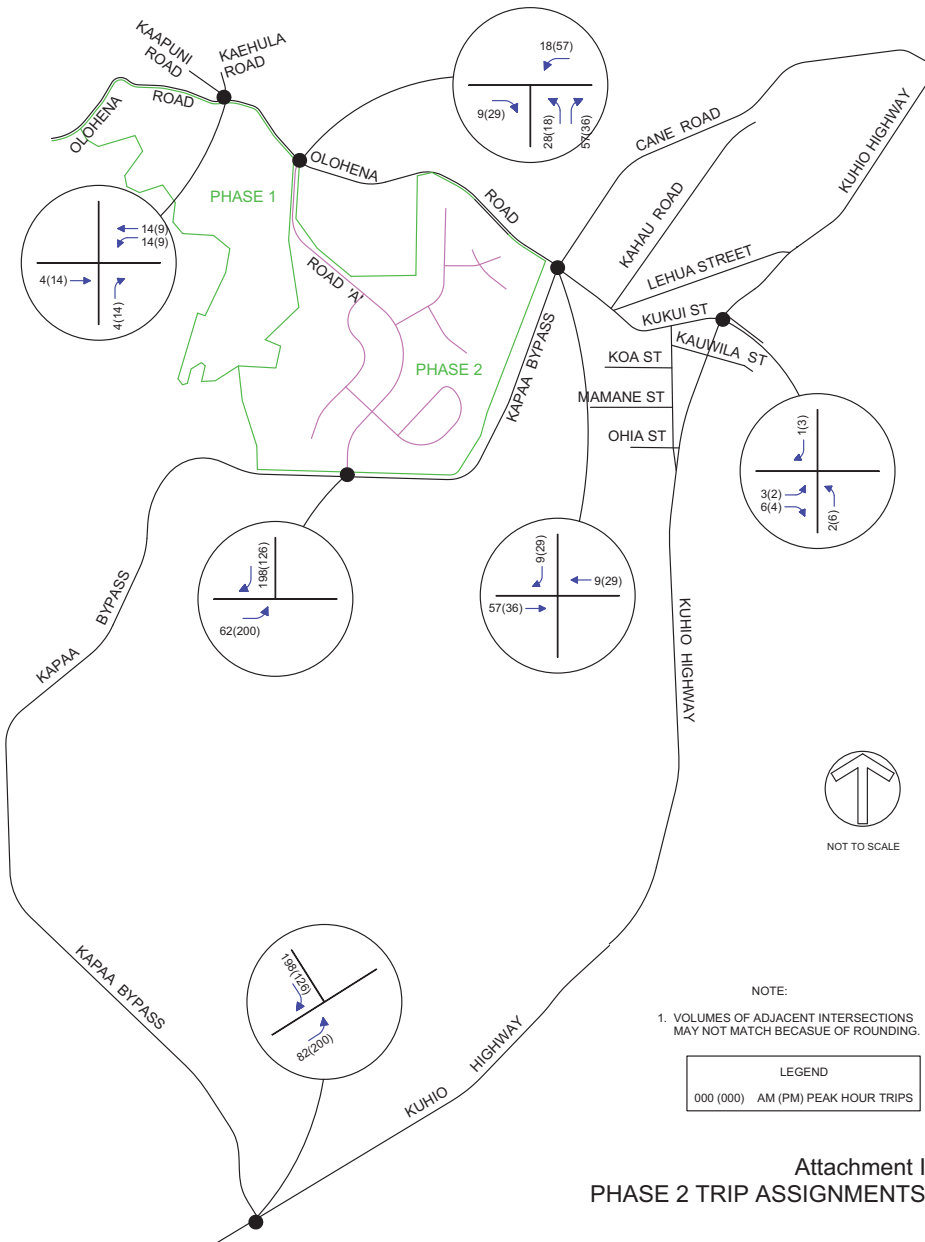 KAAPUNI
ROAD
KAEHULA
ROAD
OLOHENA
ROAD
18(57)
9(29)
28(18)
57(36)
CANE ROAD
KUHIO HIGHWAY
OLOHENA
ROAD
PHASE 1
KAHAU ROAD
14(9)
14(9)
4(14)
4(14)
ROAD 'A'
LEHUA STREET
KUKUI ST
KAUWILA ST
KOA ST
PHASE 2
KAPAA BYPASS
MAMANE ST
OHIA ST
1(3)
3(2)
6(4)
2(6)
198(126)
62(200)
9(29)
9(29)
57(36)
KAPAA
BYPASS
KUHIO HIGHWAY
NOT TO SCALE
KAPAA BYPASS
198(126)
82(200)
KUHIO
HIGHWAY
NOTE:
1. VOLUMES OF ADJACENT INTERSECTIONS
MAY NOT MATCH BECASUE OF ROUNDING.
LEGEND
000 (000) AM (PM) PEAK HOUR TRIPS
Attachment I
PHASE 2 TRIP ASSIGNMENTS